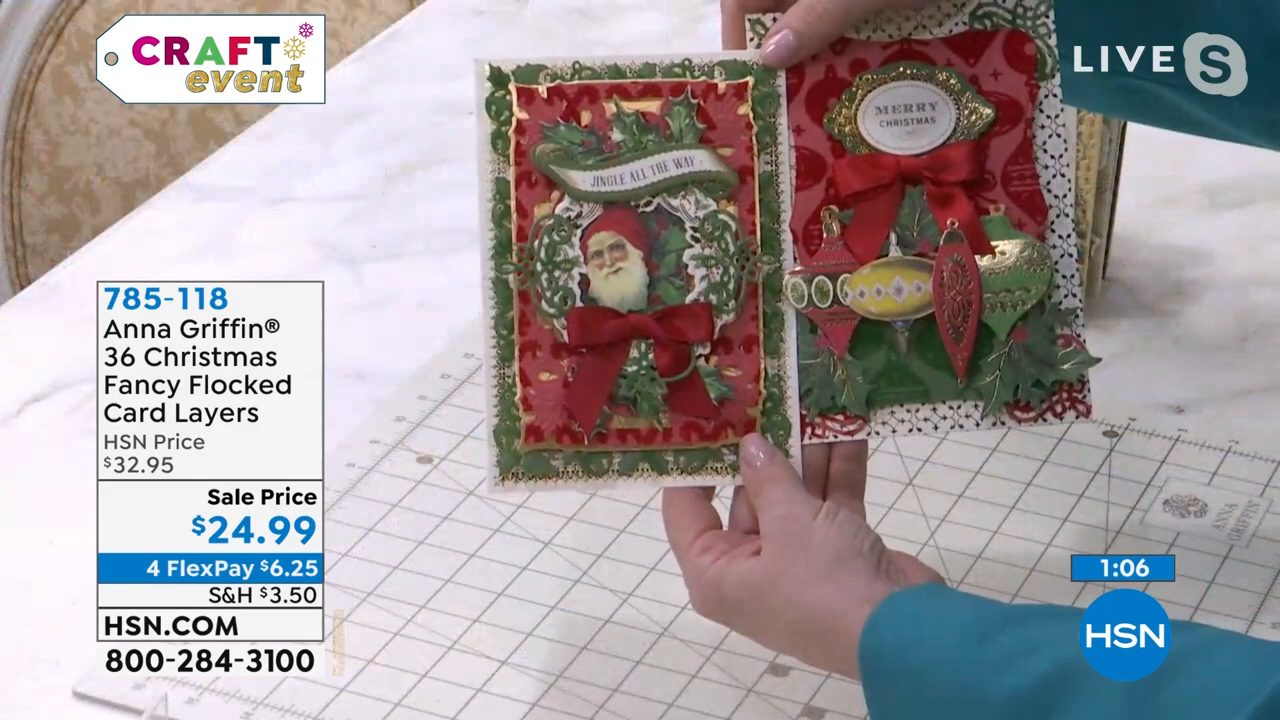 CRAFT
event
LIVE S
MERRY
CHRISTMAS
JINGLE ALL THE WAY
785-118
Anna Griffin®
36 Christmas
Fancy Flocked
Card Layers
HSN Price
$32.95
Sale Price
$24.99
4 FlexPay $6.25
S&H $3.50
HSN.COM
800-284-3100
ANNA
GRIFFIN
1:06
HSN